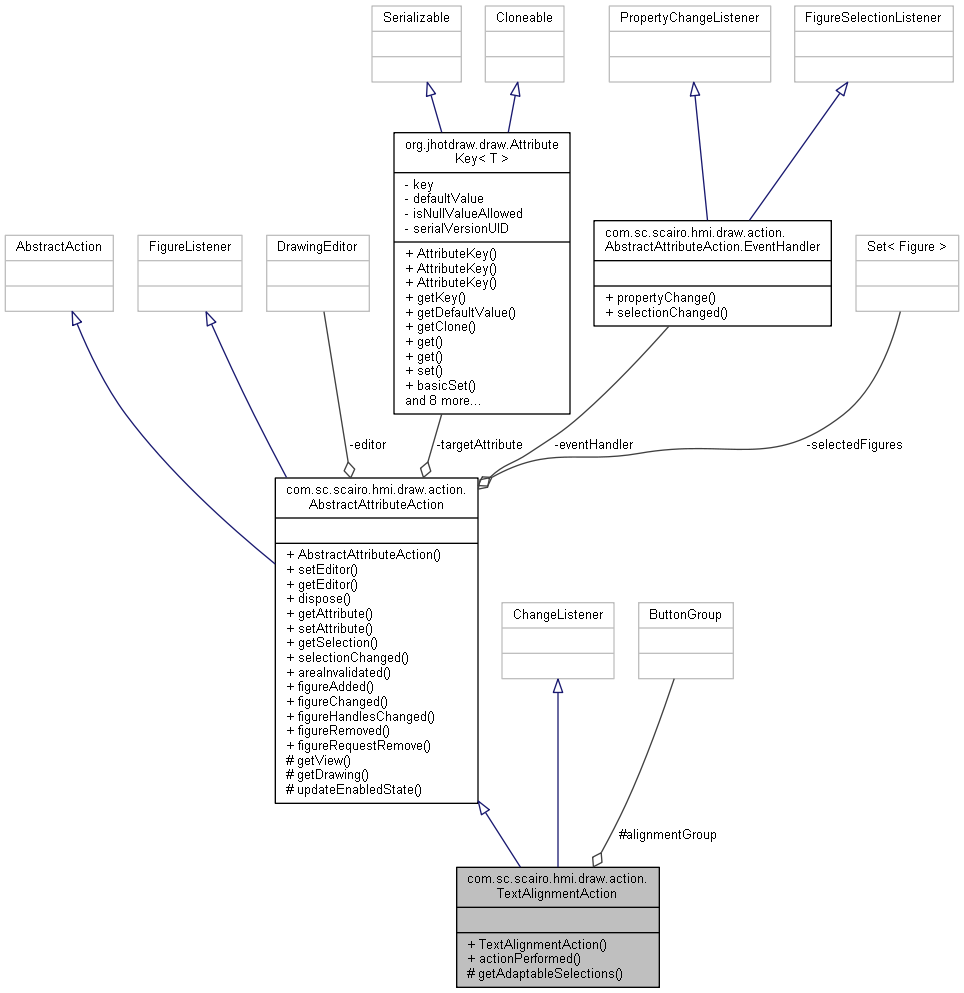 Serializable
Cloneable
PropertyChangeListener
FigureSelectionListener
org.jhotdraw.draw.Attribute
Key< T >
- key
- defaultValue
- isNullValueAllowed
- serialVersionUID
+ AttributeKey()
+ AttributeKey()
+ AttributeKey()
+ getKey()
+ getDefaultValue()
+ getClone()
+ get()
+ get()
+ set()
+ basicSet()
and 8 more...
com.sc.scairo.hmi.draw.action.
AbstractAttributeAction.EventHandler
+ propertyChange()
+ selectionChanged()
AbstractAction
FigureListener
DrawingEditor
Set< Figure >
-editor
-targetAttribute
-eventHandler
-selectedFigures
com.sc.scairo.hmi.draw.action.
AbstractAttributeAction
+ AbstractAttributeAction()
+ setEditor()
+ getEditor()
+ dispose()
+ getAttribute()
+ setAttribute()
+ getSelection()
+ selectionChanged()
+ areaInvalidated()
+ figureAdded()
+ figureChanged()
+ figureHandlesChanged()
+ figureRemoved()
+ figureRequestRemove()
# getView()
# getDrawing()
# updateEnabledState()
ChangeListener
ButtonGroup
#alignmentGroup
com.sc.scairo.hmi.draw.action.
TextAlignmentAction
+ TextAlignmentAction()
+ actionPerformed()
# getAdaptableSelections()